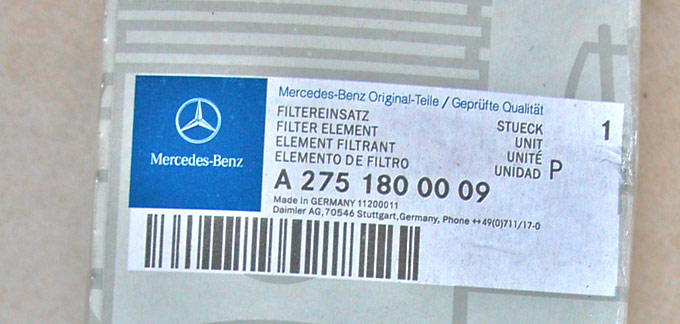 Mercedes-Benz Original-Teile / Geprüfte Qualität
Mercedes-Benz
FILTEREINSATZ STUECK 1
FILTER ELEMENT UNIT
ELEMENT FILTRANT UNITÉ
ELEMENTO DE FILTRO UNIDAD P
A 275 180 00 09
Made in GERMANY 11200011
Daimler AG,70546 Stuttgart,Germany, Phone ++49(0)711/17-0